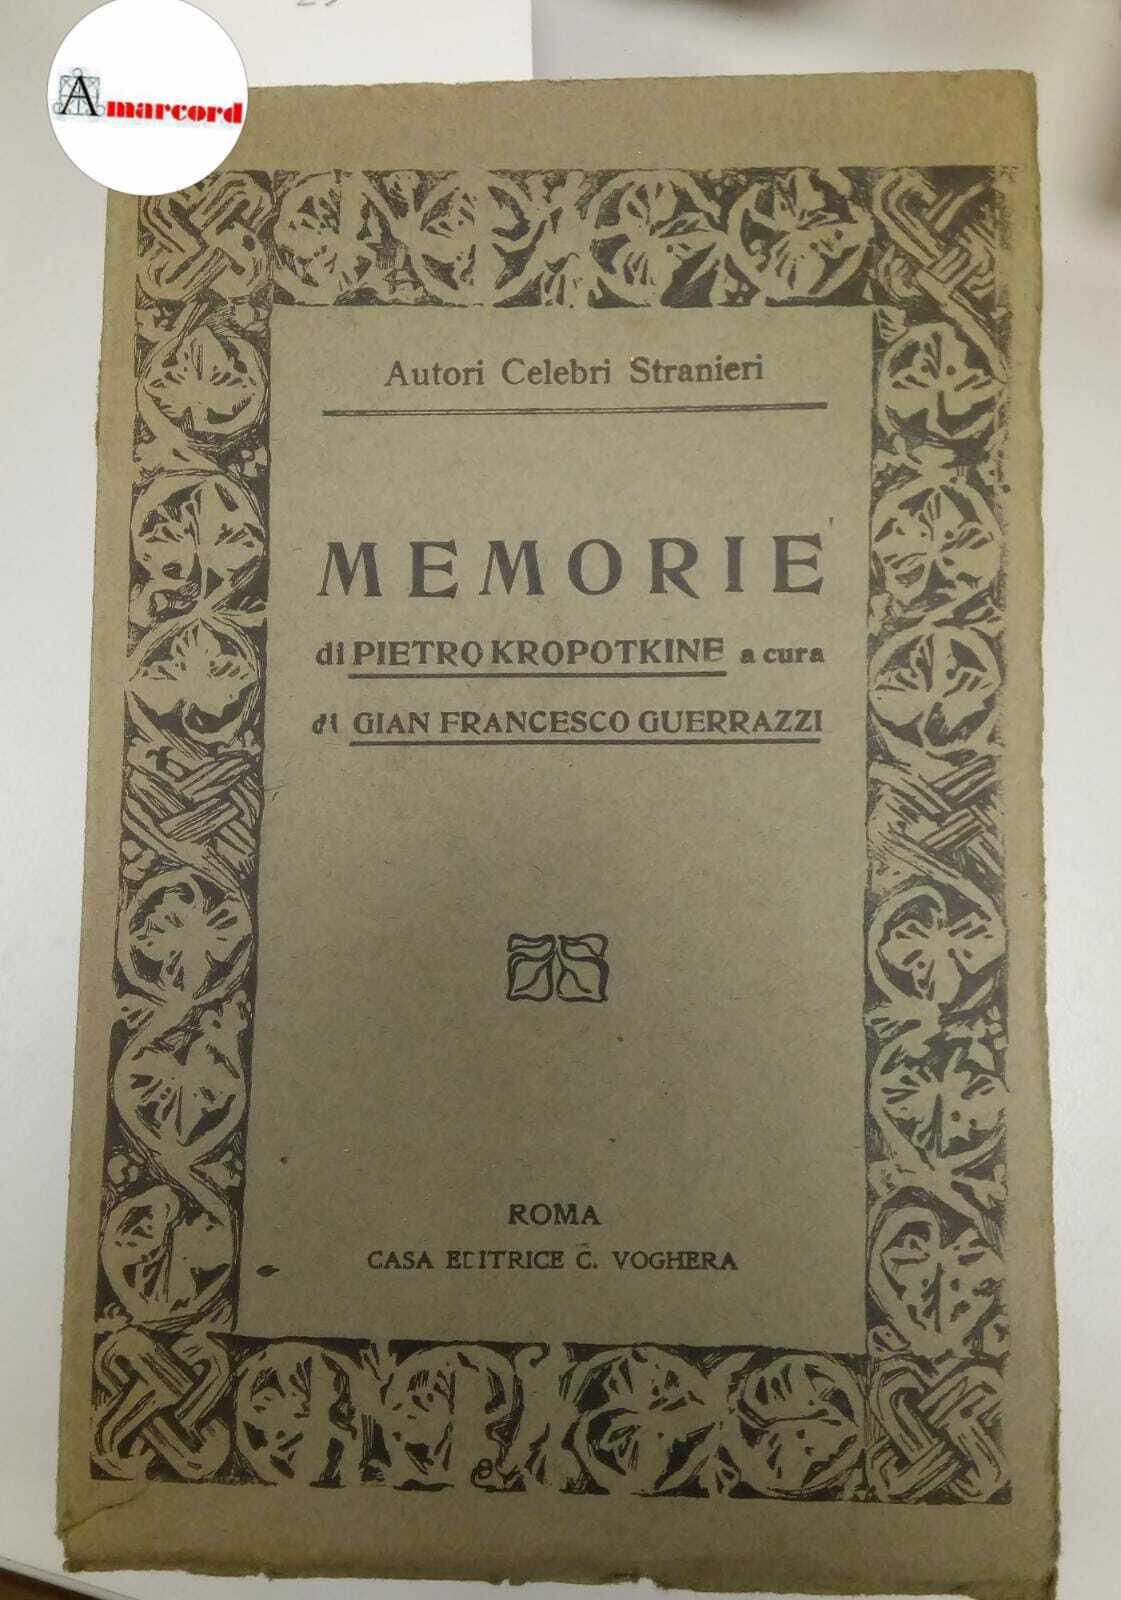 Amarcord
Autori Celebri Stranieri
MEMORIE
di PIETRO KROPOTKINE a cura
di GIAN FRANCESCO GUERRAZZI
ROMA
CASA EDITRICE C. VOGHERA